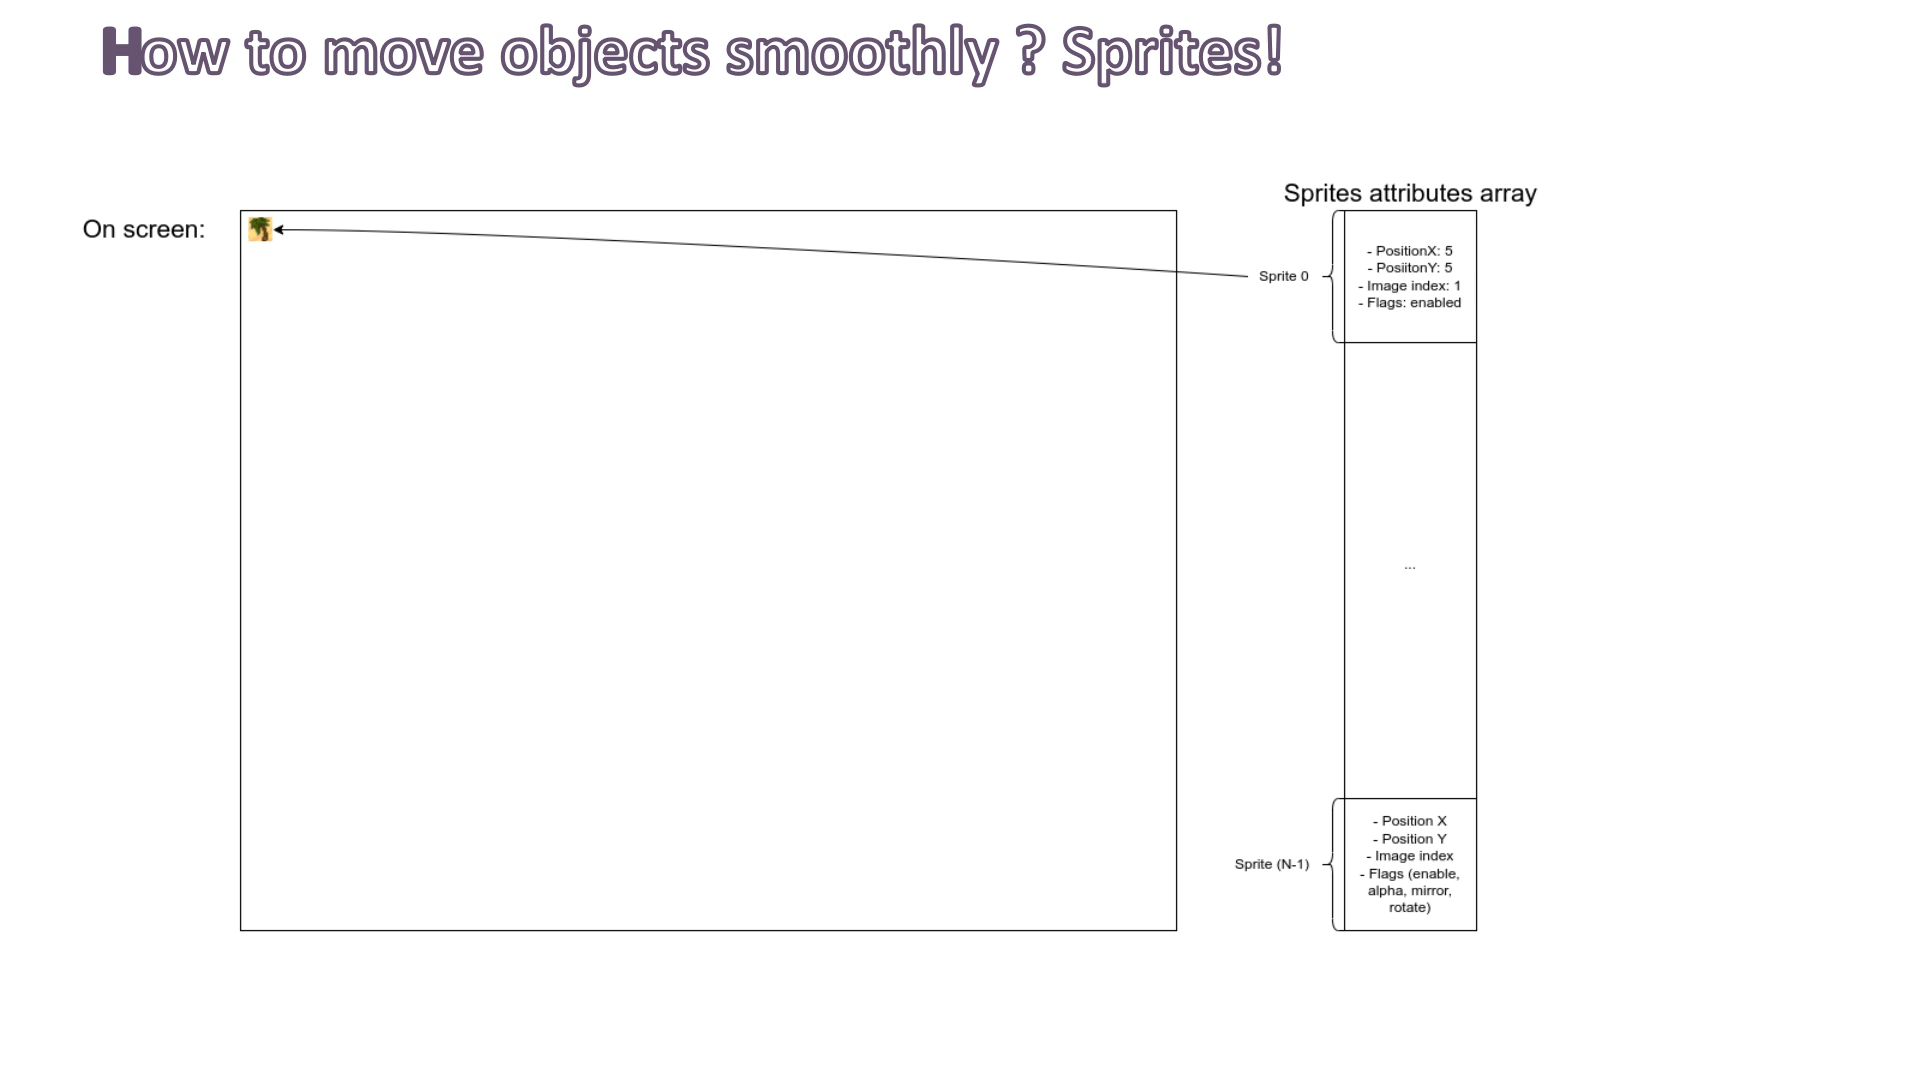 How to move objects smoothly ? Sprites!
Sprites attributes array
On screen:
- PositionX: 5
- PosiitonY: 5
- Image index: 1
- Flags: enabled
Sprite 0
...
- Position X
- Position Y
- Image index
- Flags (enable,
alpha, mirror,
rotate)
Sprite (N-1)